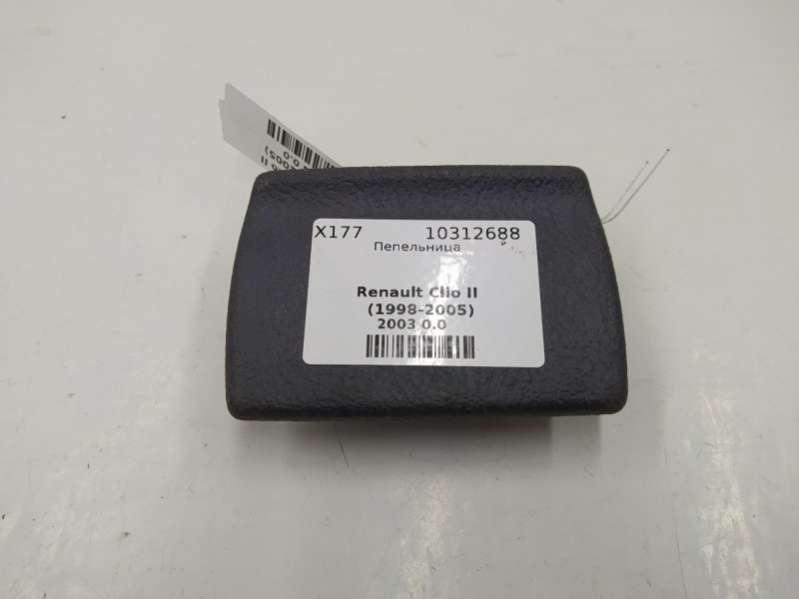 X177 10312688
Пепельница
Renault Clio II
(1998-2005)
2003 0.0